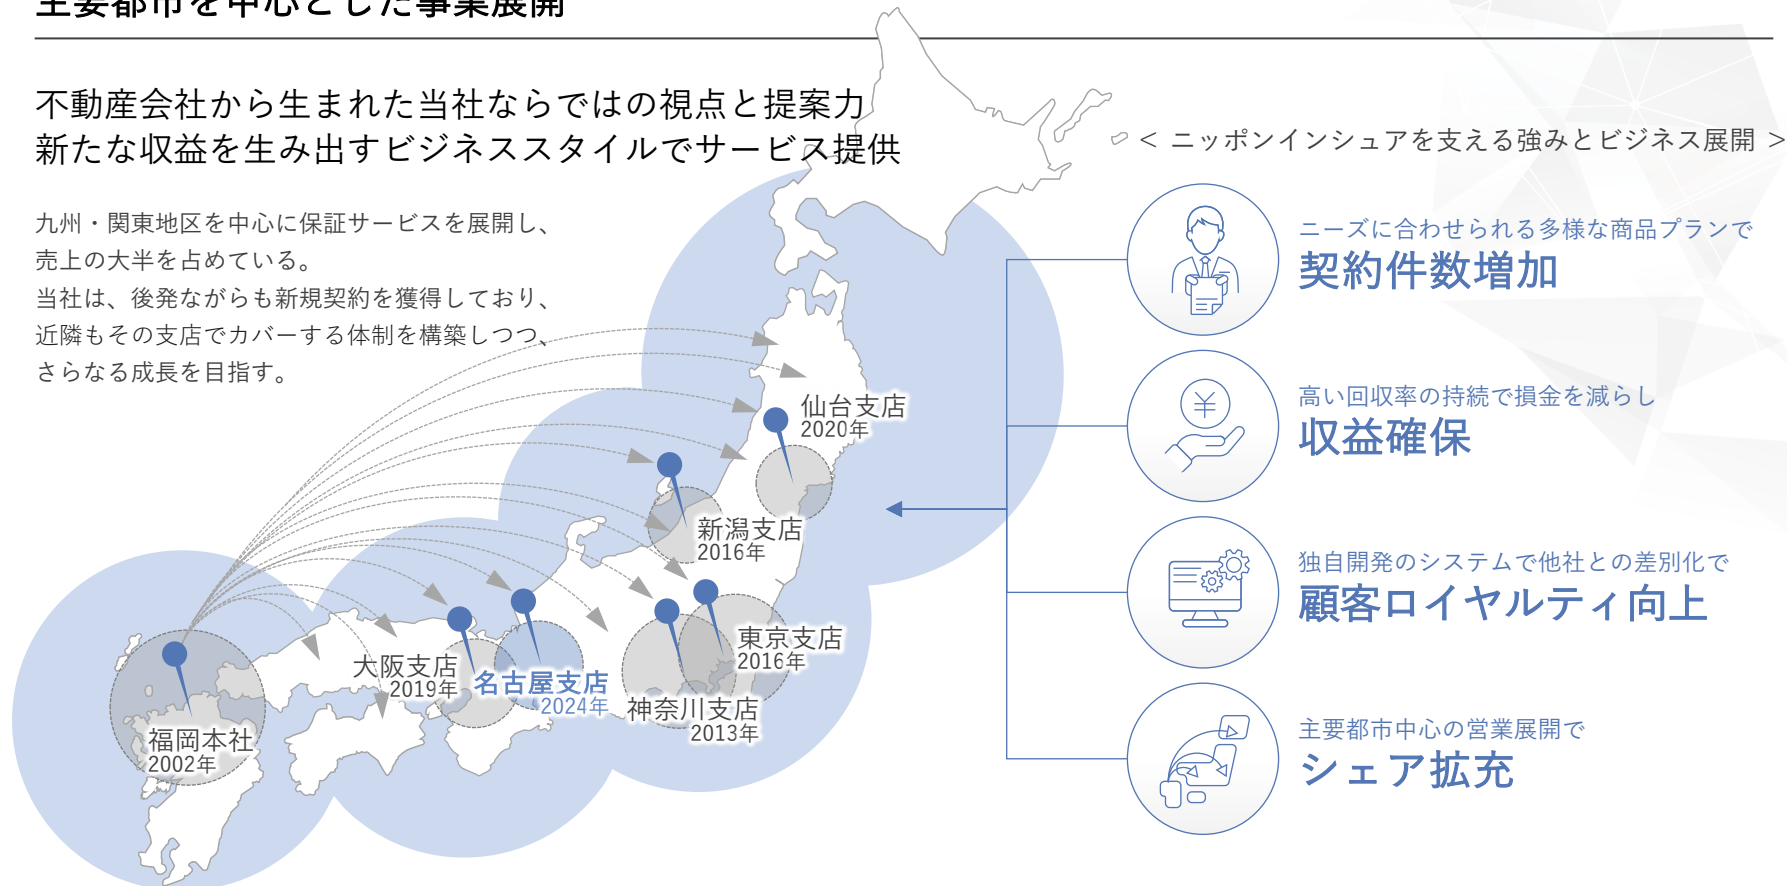 主要都市を中心とした事業展開
不動産会社から生まれた当社ならではの視点と提案力
新たな収益を生み出すビジネススタイルでサービス提供
九州・関東地区を中心に保証サービスを展開し、
売上の大半を占めている。
当社は、後発ながらも新規契約を獲得しており、
近隣もその支店でカバーする体制を構築しつつ、
さらなる成長を目指す。
仙台支店
2020年
新潟支店
2016年
東京支店
2016年
神奈川支店
2013年
名古屋支店
2024年
大阪支店
2019年
福岡本社
2002年
＜ ニッポンインシュアを支える強みとビジネス展開 ＞
ニーズに合わせられる多様な商品プランで
契約件数増加
¥
高い回収率の持続で損金を減らし
収益確保
独自開発のシステムで他社との差別化で
顧客ロイヤルティ向上
主要都市中心の営業展開で
シェア拡充